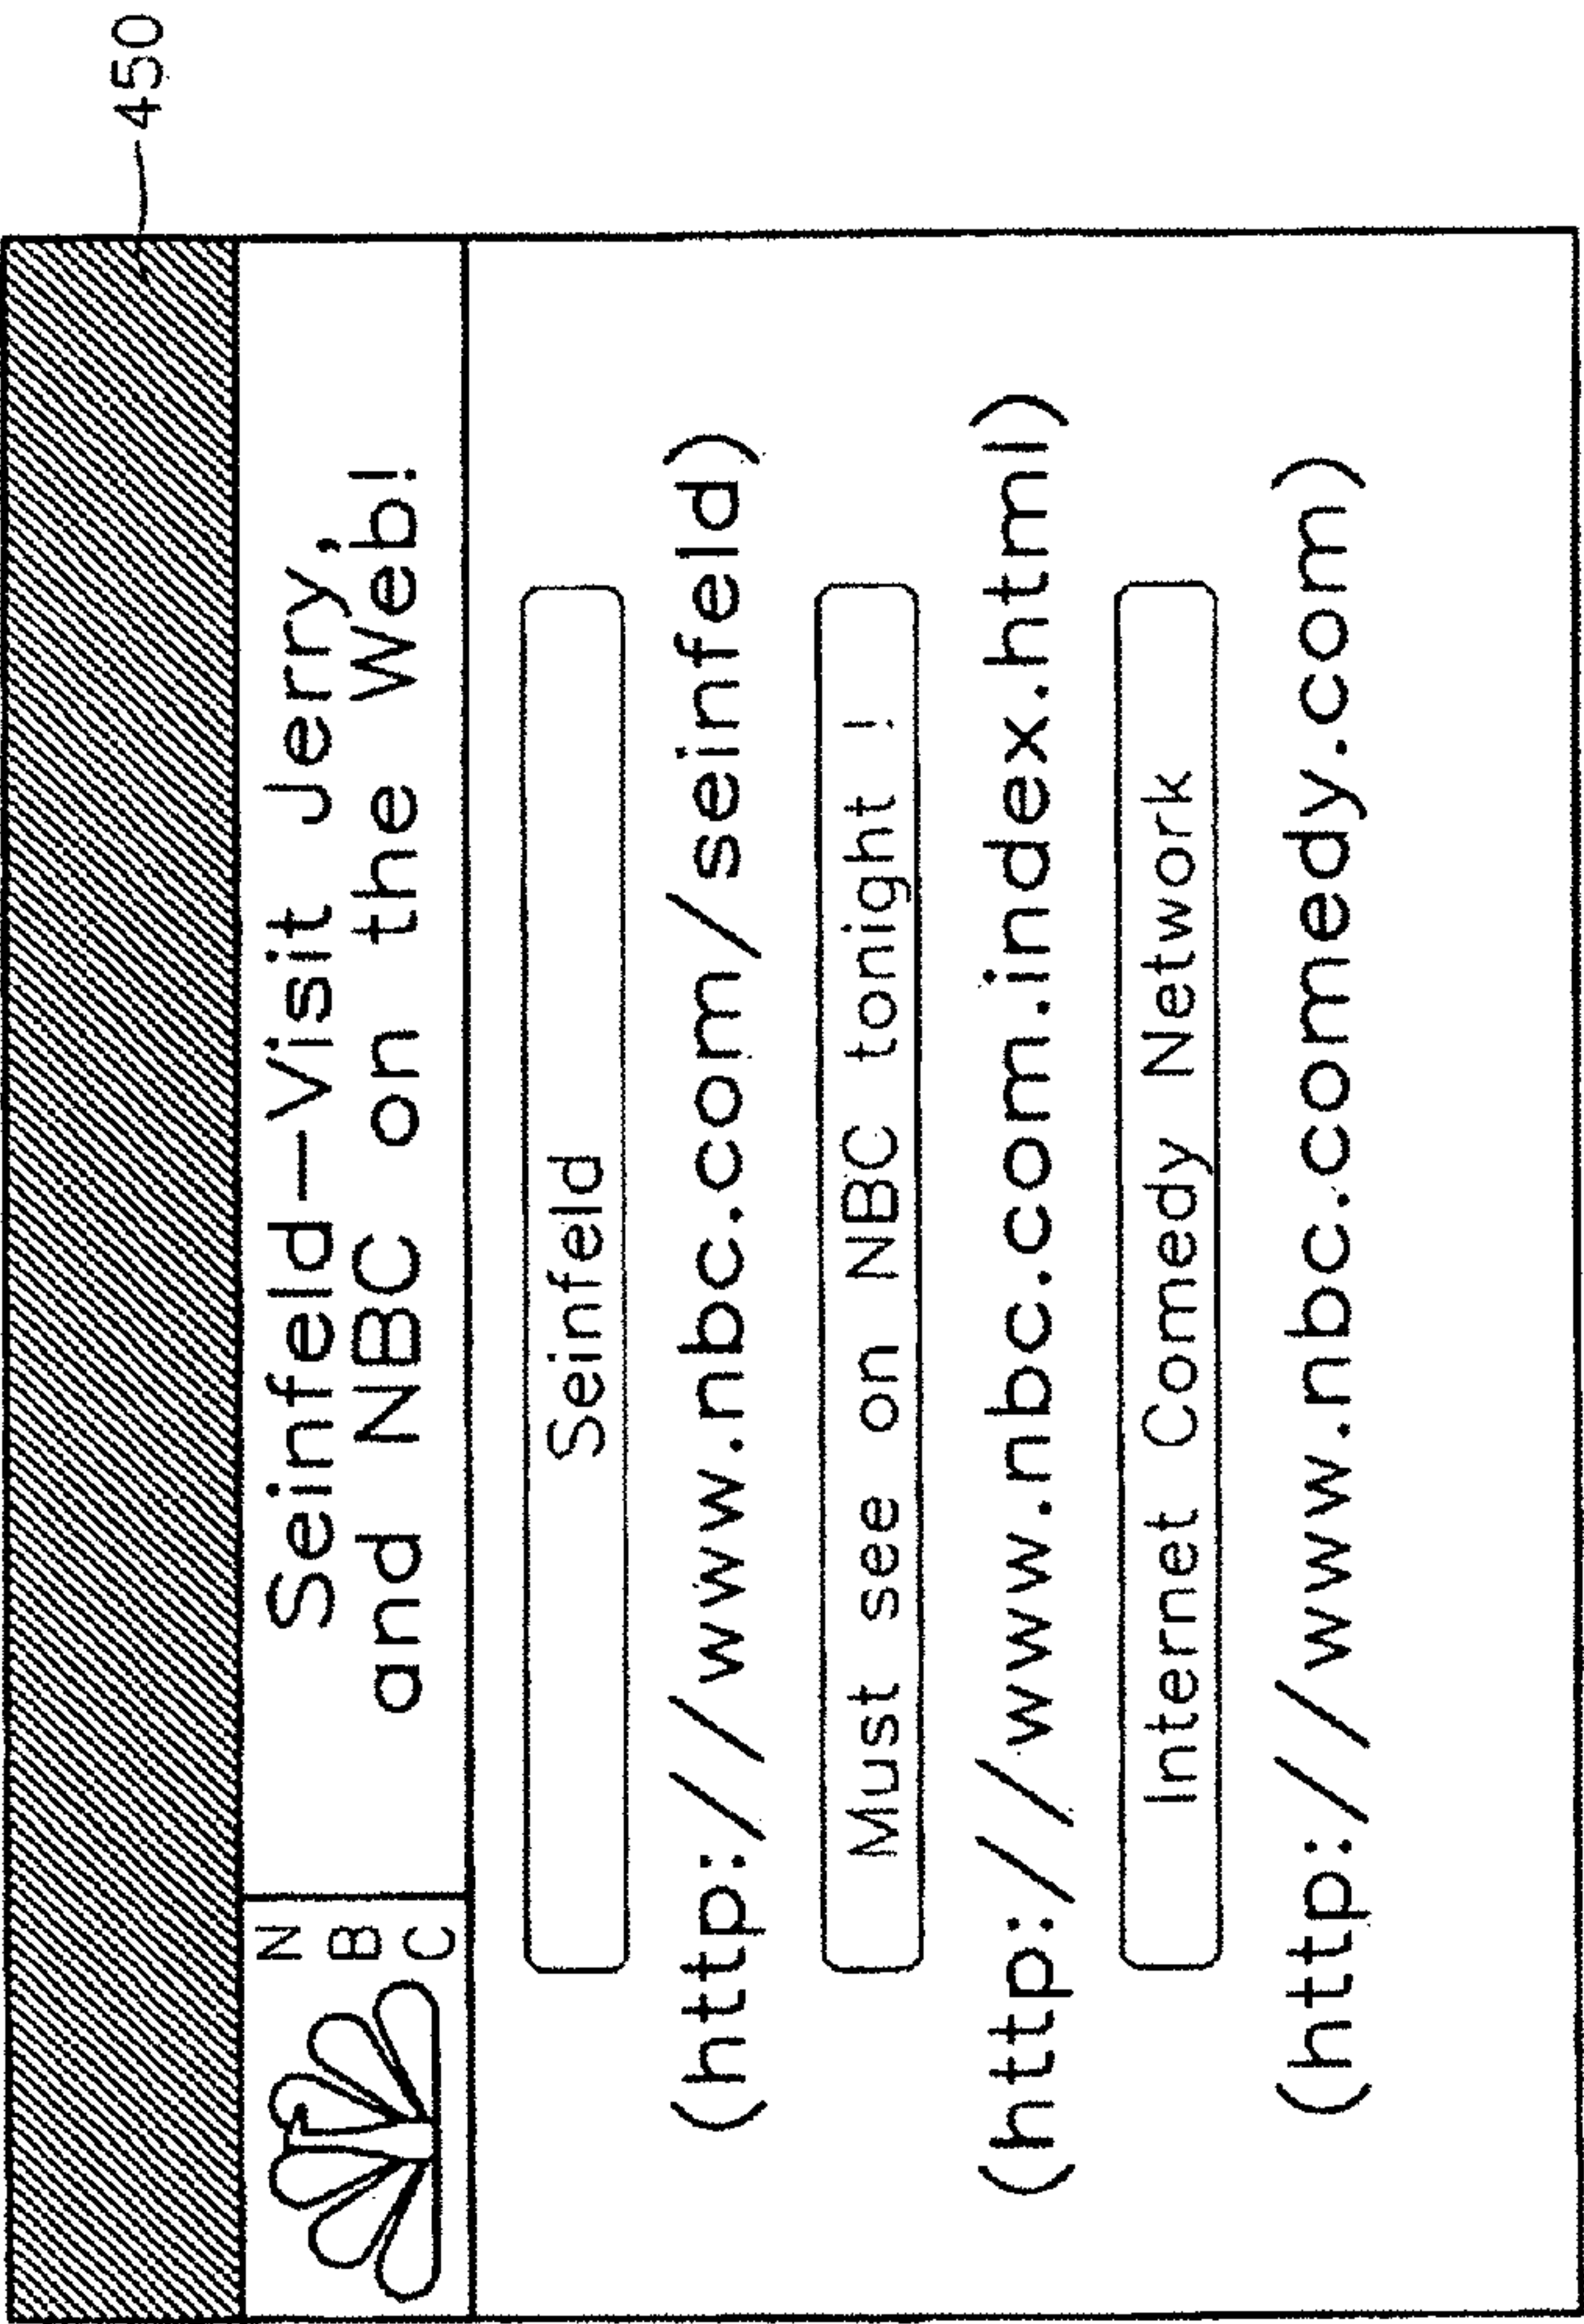 450
N
B
C
Seinfeld-Visit Jerry,
and NBC on the Web!
Seinfeld
(http://www.nbc.com/seinfeld)
Must see on NBC tonight !
(http://www.nbc.com.index.html)
Internet Comedy Network
(http://www.nbc.comedy.com)